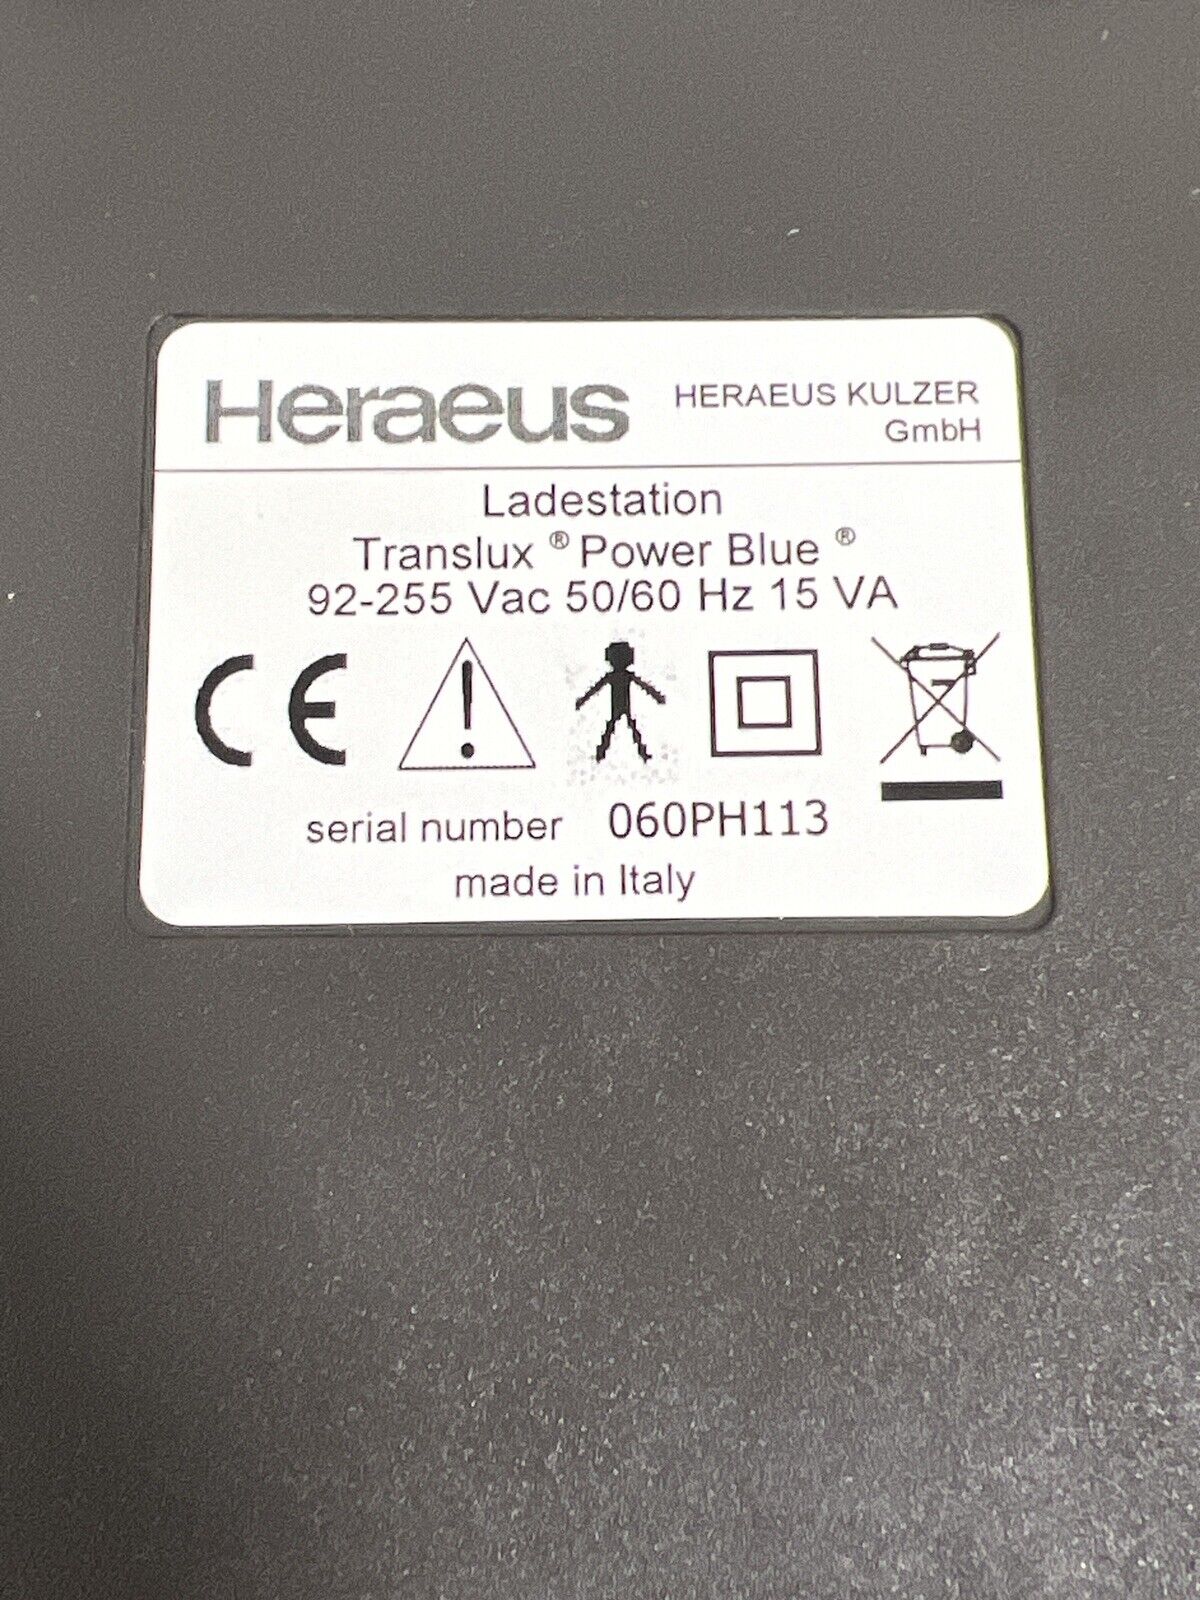 Heraeus HERAEUS KULZER
GmbH
Ladestation
Translux ® Power Blue ®
92-255 Vac 50/60 Hz 15 VA
CE
serial number 060PH113
made in Italy